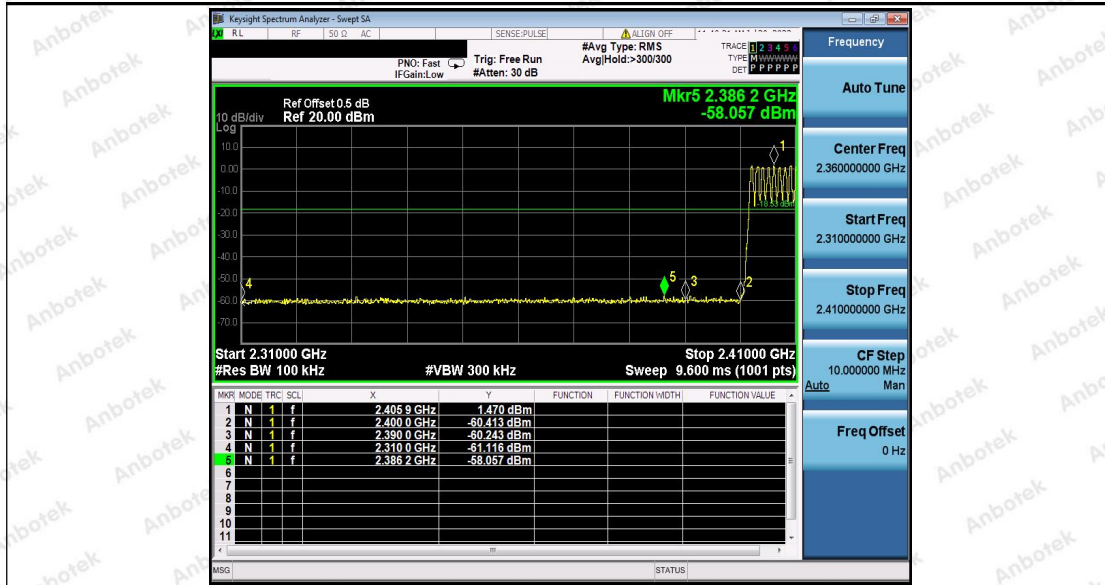 Keysight Spectrum Analyzer - Swept SA
RL RF 50 Ω AC SENSE:PULSE ALIGN OFF
PNO: Fast Trig: Free Run #Avg Type: RMS TRACE 1 2 3 4 5 6
IFGain:Low #Atten: 30 dB Avg|Hold:>300/300 TYPE M W W W W W
DET P P P P P P
Mkr5 2.386 2 GHz
-58.057 dBm
Ref Offset 0.5 dB
10 dB/div Ref 20.00 dBm
Log
10.0
0.00
-10.0
-20.0
-30.0
-40.0
-50.0
-60.0
-70.0
1
-18.53 dBm
4 5 3 2
Start 2.31000 GHz Stop 2.41000 GHz
#Res BW 100 kHz #VBW 300 kHz Sweep 9.600 ms (1001 pts)
MKR MODE TRC SCL X Y FUNCTION FUNCTION WIDTH FUNCTION VALUE
1 N 1 f 2.405 9 GHz 1.470 dBm
2 N 1 f 2.400 0 GHz -60.413 dBm
3 N 1 f 2.390 0 GHz -60.243 dBm
4 N 1 f 2.310 0 GHz -61.116 dBm
5 N 1 f 2.386 2 GHz -58.057 dBm
6
7
8
9
10
11
MSG STATUS
Frequency
Auto Tune
Center Freq
2.360000000 GHz
Start Freq
2.310000000 GHz
Stop Freq
2.410000000 GHz
CF Step
10.000000 MHz
Auto Man
Freq Offset
0 Hz
Anbotek